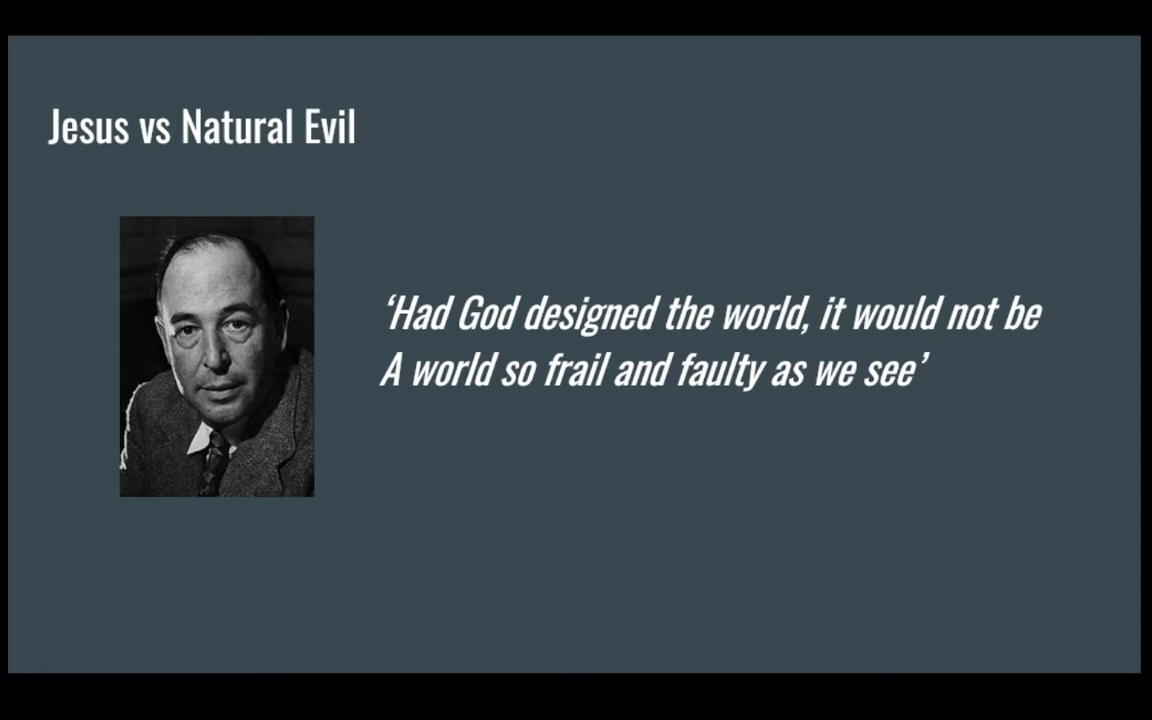 Jesus vs Natural Evil
‘Had God designed the world, it would not be
A world so frail and faulty as we see’